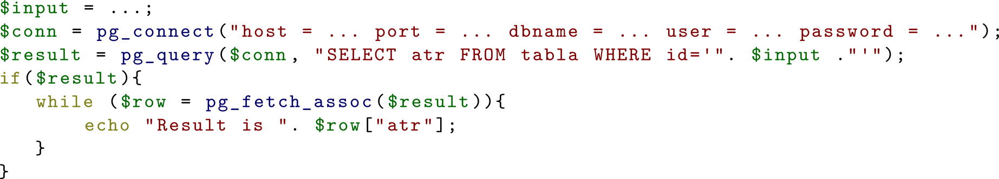 $input = ...;
$conn = pg_connect("host = ... port = ... dbname = ... user = ... password = ...");
$result = pg_query($conn, "SELECT atr FROM tabla WHERE id='". $input ."'");
if($result){
    while ($row = pg_fetch_assoc($result)){
        echo "Result is ". $row["atr"];
    }
}